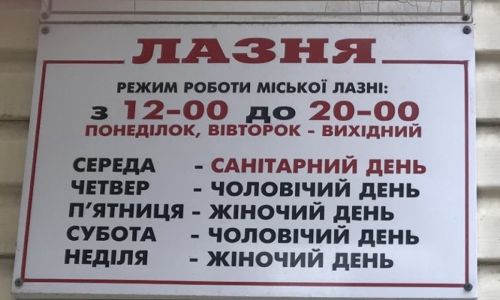 ЛАЗНЯ
РЕЖИМ РОБОТИ МІСЬКОЇ ЛАЗНІ:
з 12-00 до 20-00
ПОНЕДІЛОК, ВІВТОРОК - ВИХІДНИЙ
СЕРЕДА - САНІТАРНИЙ ДЕНЬ
ЧЕТВЕР - ЧОЛОВІЧИЙ ДЕНЬ
П'ЯТНИЦЯ - ЖІНОЧИЙ ДЕНЬ
СУБОТА - ЧОЛОВІЧИЙ ДЕНЬ
НЕДІЛЯ - ЖІНОЧИЙ ДЕНЬ